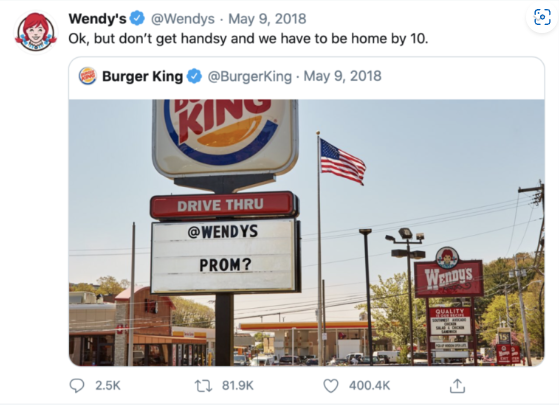 Wendy's @Wendys · May 9, 2018
Ok, but don't get handsy and we have to be home by 10.
Burger King @BurgerKing · May 9, 2018
KING
DRIVE THRU
@WENDYS
PROM?
WENDYS
QUALITY
2.5K 81.9K 400.4K